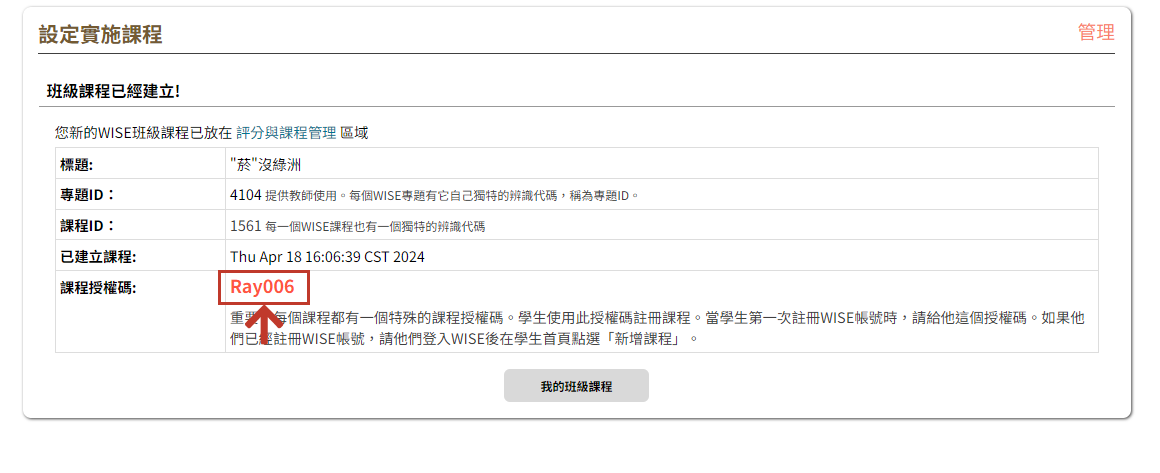 設定實施課程
管理
班級課程已經建立!
您新的WISE班級課程已放在 評分與課程管理 區域
標題: "菸"沒綠洲
專題ID： 4104 提供教師使用。每個WISE專題有它自己獨特的辨識代碼，稱為專題ID。
課程ID： 1561 每一個WISE課程也有一個獨特的辨識代碼
已建立課程: Thu Apr 18 16:06:39 CST 2024
課程授權碼: Ray006
重要 每個課程都有一個特殊的課程授權碼。學生使用此授權碼註冊課程。當學生第一次註冊WISE帳號時，請給他這個授權碼。如果他
們已經註冊WISE帳號，請他們登入WISE後在學生首頁點選「新增課程」。
我的班級課程